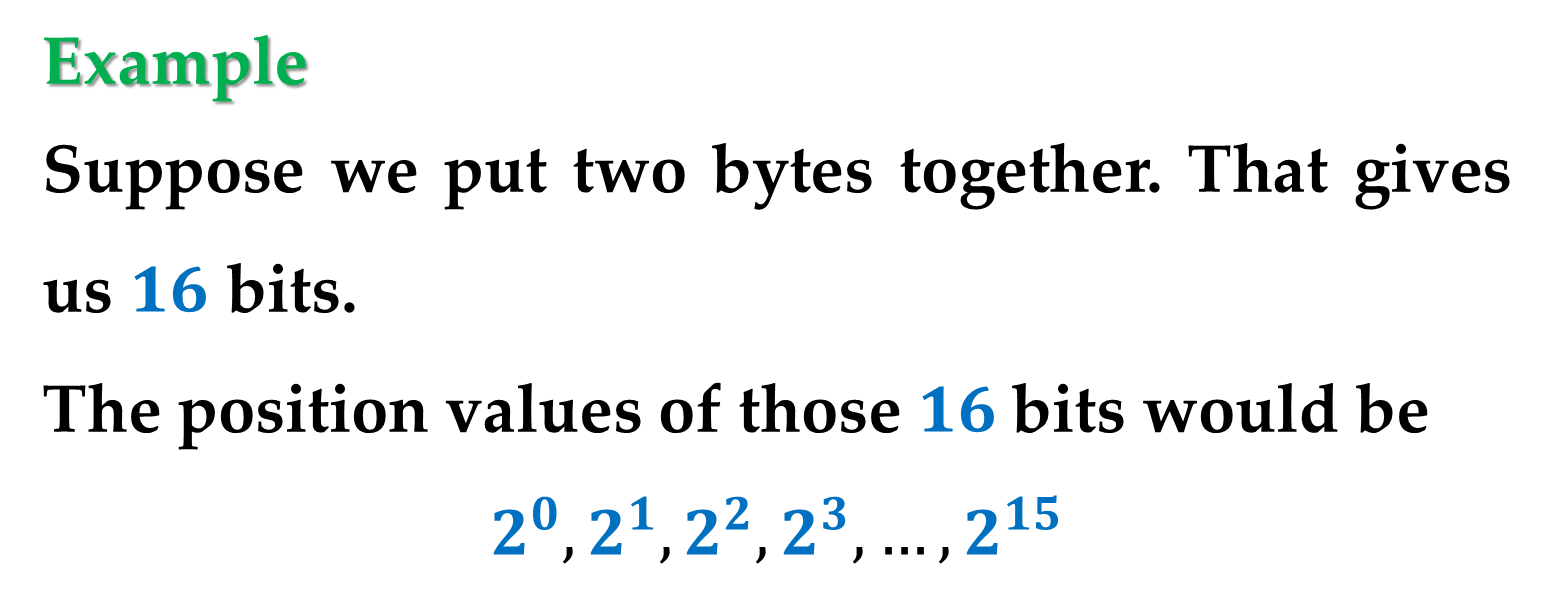 Example
Suppose we put two bytes together. That gives
us 16 bits.
The position values of those 16 bits would be
2⁰, 2¹, 2², 2³, … , 2¹⁵